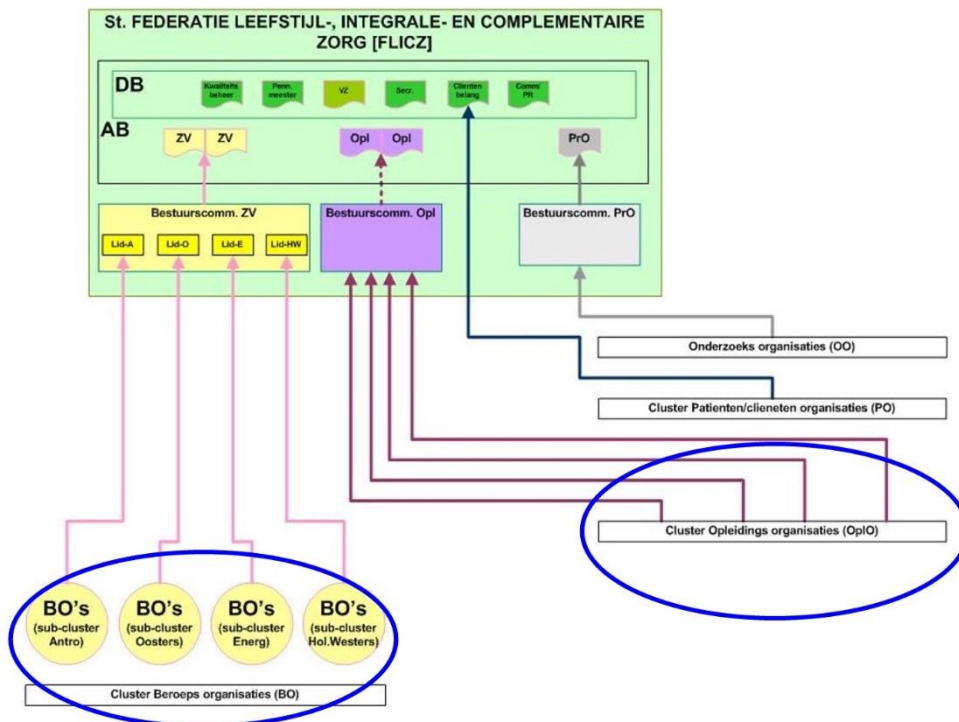 St. FEDERATIE LEEFSTIJL-, INTEGRALE- EN COMPLEMENTAIRE
ZORG [FLICZ]
DB
Kwaliteits
beheer
Penn.
meester
VZ
Secr.
Clienten
belang
Comm/
PR
AB
ZV
ZV
Opl
Opl
PrO
Bestuurscomm. ZV
Lid-A
Lid-O
Lid-E
Lid-HW
Bestuurscomm. Opl
Bestuurscomm. PrO
Onderzoeks organisaties (OO)
Cluster Patienten/clieneten organisaties (PO)
Cluster Opleidings organisaties (OplO)
BO's
(sub-cluster
Antro)
BO's
(sub-cluster
Oosters)
BO's
(sub-cluster
Energ)
BO's
(sub-cluster
Hol.Westers)
Cluster Beroeps organisaties (BO)